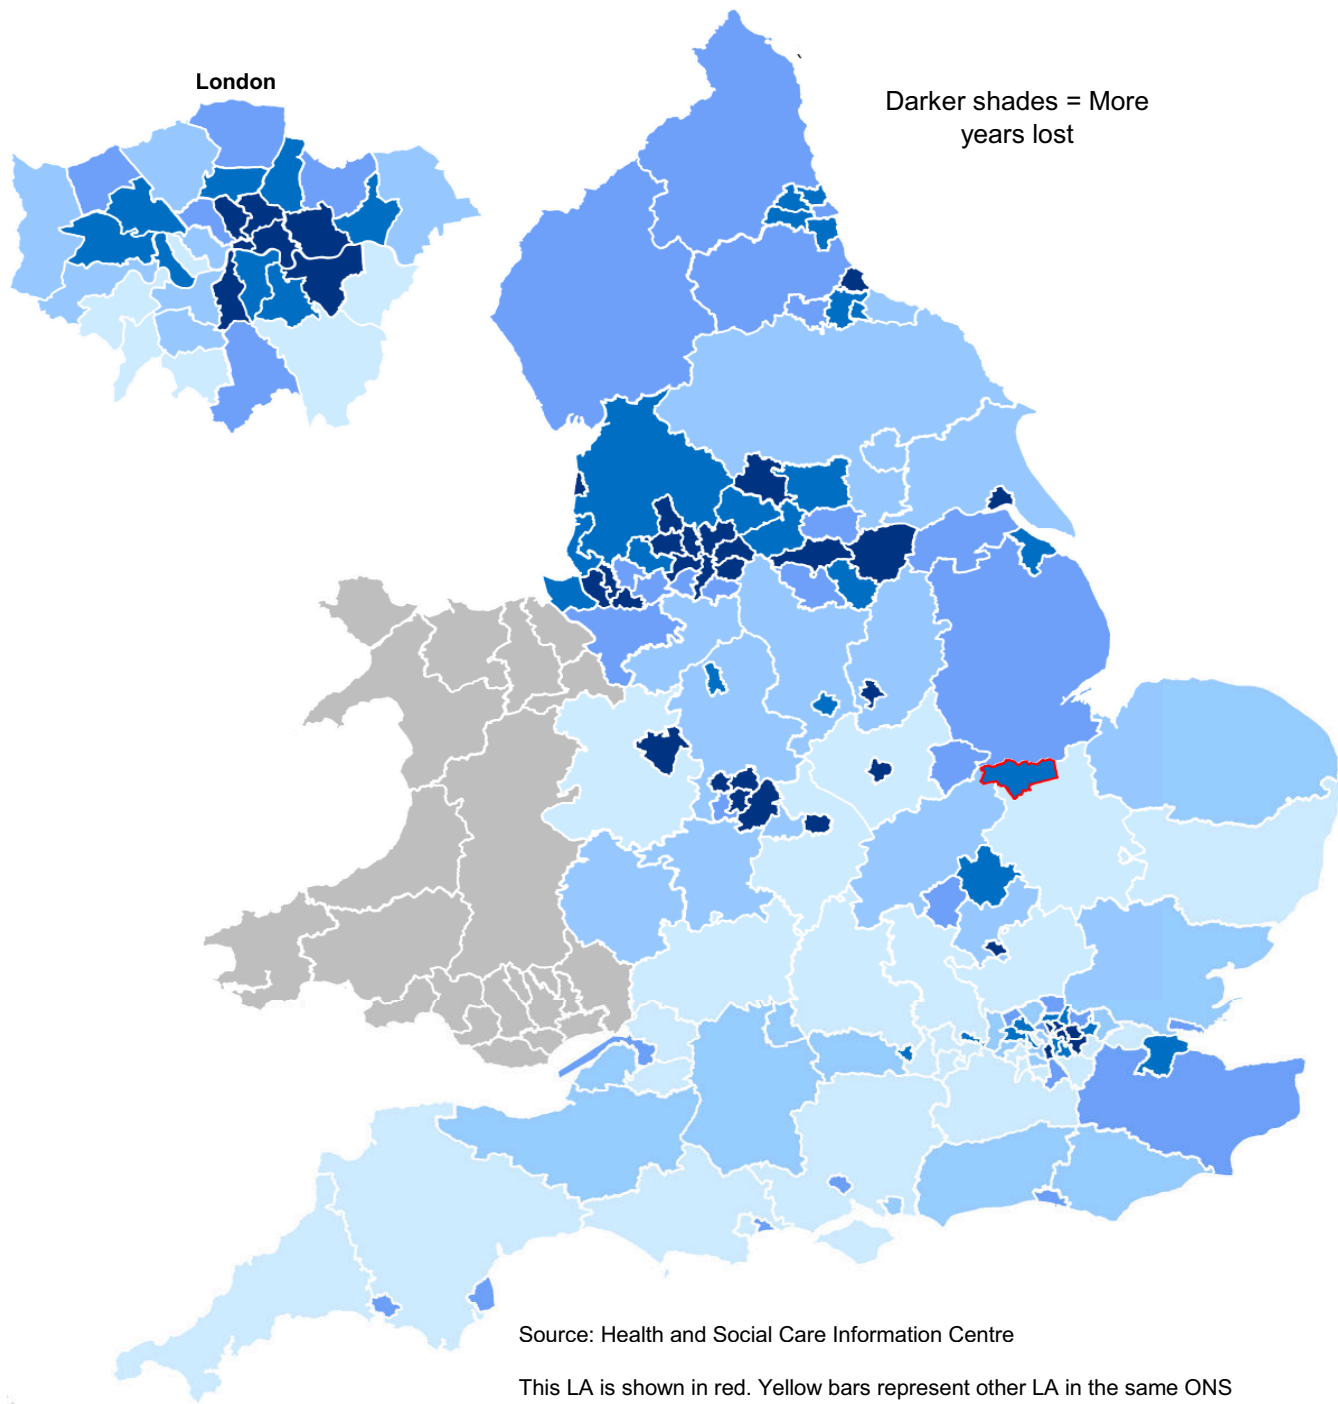 London
Darker shades = More
years lost
Source: Health and Social Care Information Centre
This LA is shown in red. Yellow bars represent other LA in the same ONS